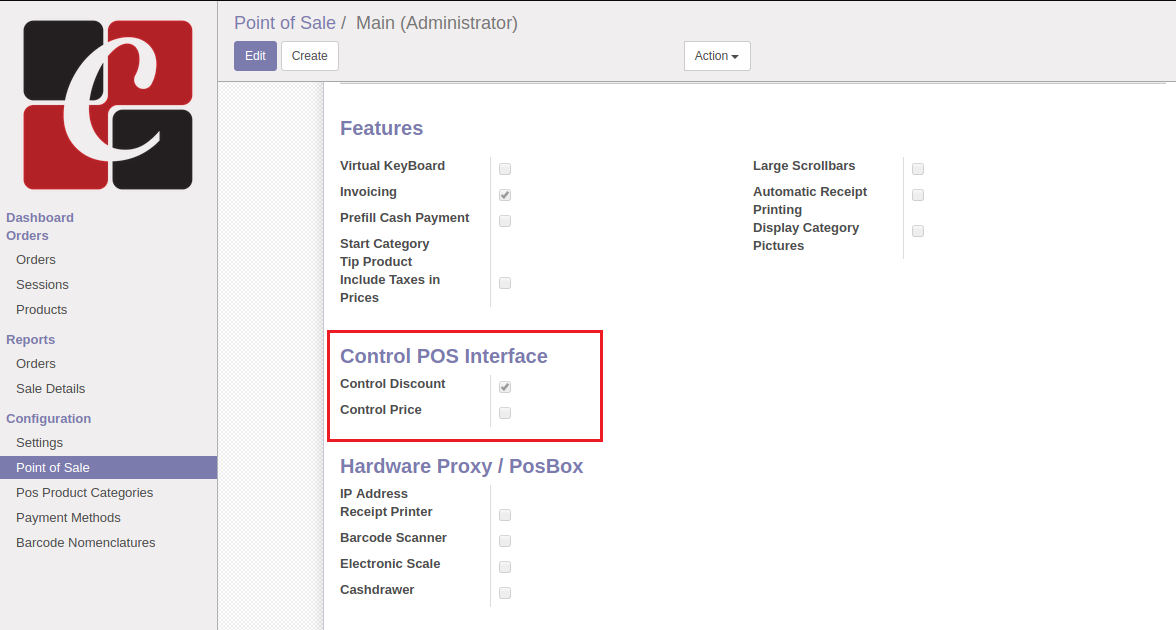 Point of Sale / Main (Administrator)
Edit Create Action
C
Dashboard
Orders
Orders
Sessions
Products
Reports
Orders
Sale Details
Configuration
Settings
Point of Sale
Pos Product Categories
Payment Methods
Barcode Nomenclatures
Features
Virtual KeyBoard
Invoicing
Prefill Cash Payment
Start Category
Tip Product
Include Taxes in
Prices
Large Scrollbars
Automatic Receipt
Printing
Display Category
Pictures
Control POS Interface
Control Discount
Control Price
Hardware Proxy / PosBox
IP Address
Receipt Printer
Barcode Scanner
Electronic Scale
Cashdrawer